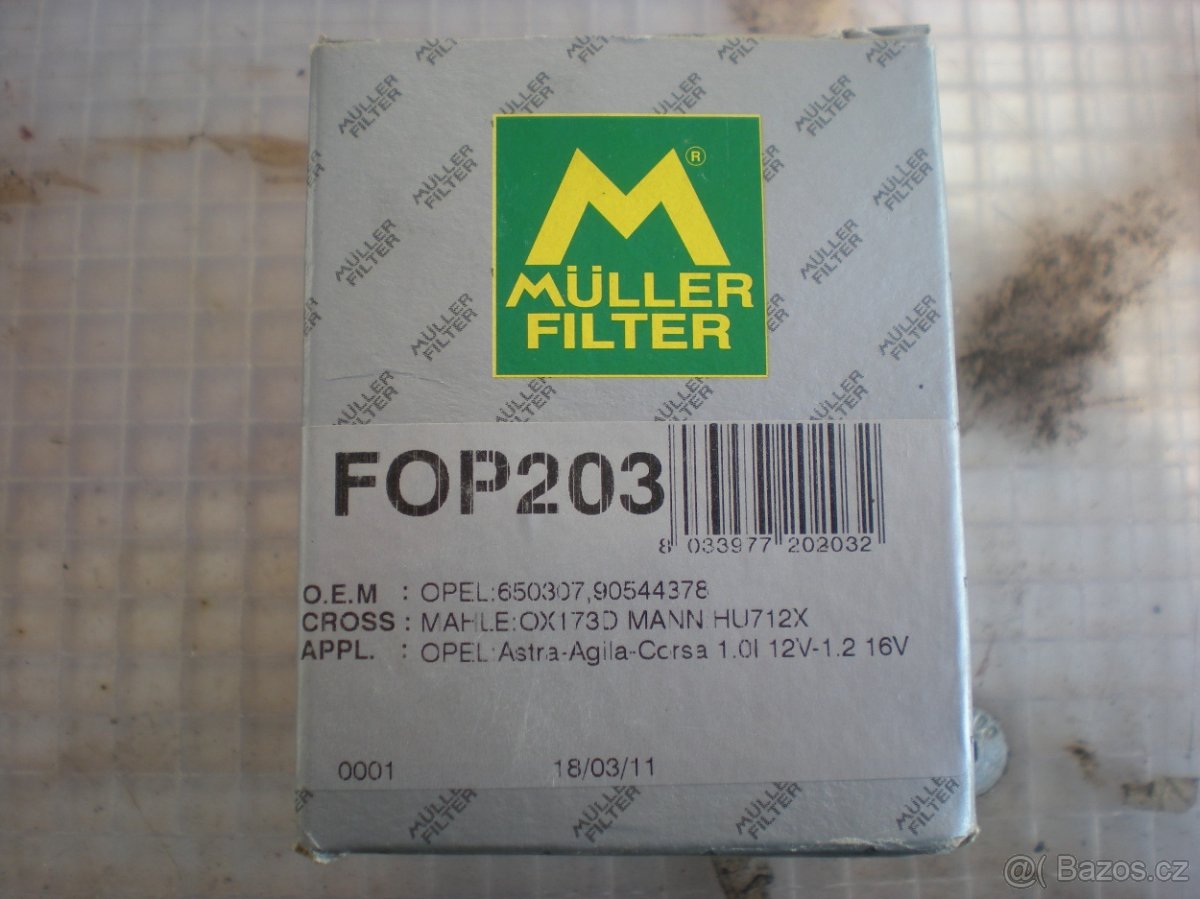 M®
MÜLLER
FILTER
FOP203
8 033977 202032
O.E.M : OPEL:650307,90544378
CROSS : MAHLE:OX173D MANN:HU712X
APPL. : OPEL:Astra-Agila-Corsa 1.0I 12V-1.2 16V
0001 18/03/11
MÜLLER FILTER
@( Bazos.cz